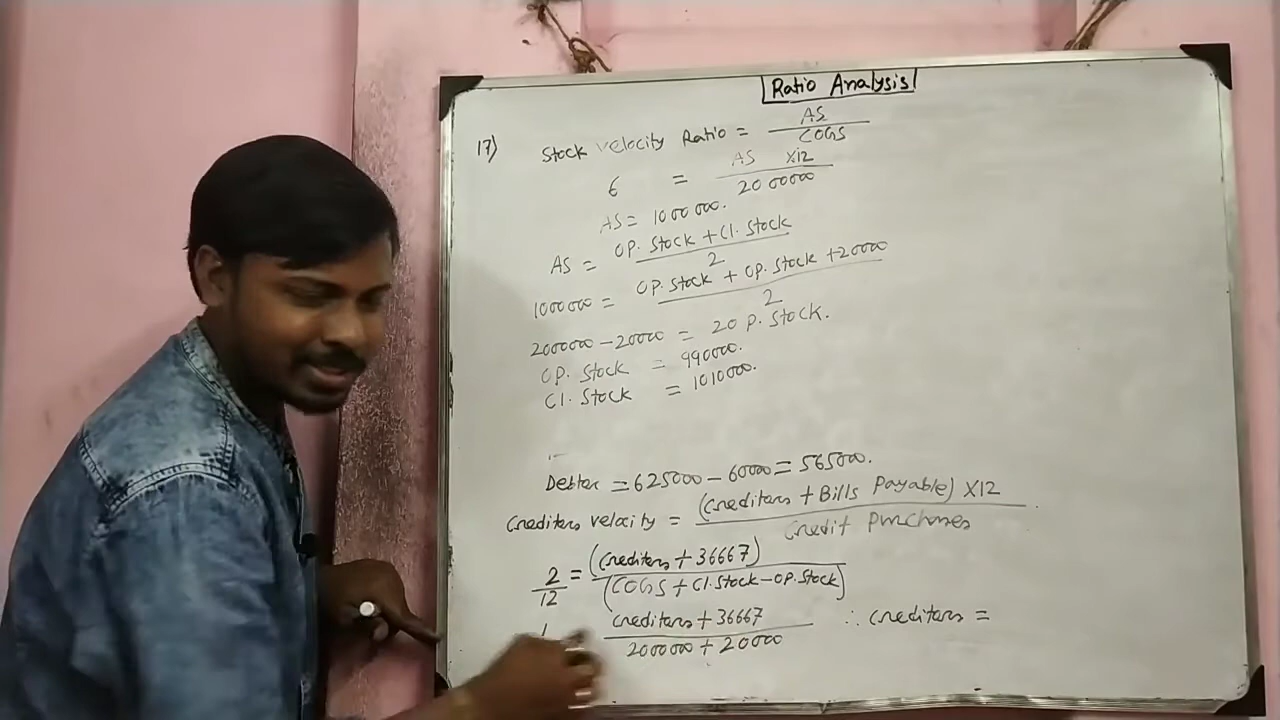 Ratio Analysis
17) Stock velocity Ratio = AS / COGS
6 = AS X12 / 2000000
AS = 1000000.
AS = OP. Stock + Cl. Stock / 2
1000000 = OP. Stock + OP. Stock + 20000 / 2
2000000 - 20000 = 2 OP. Stock.
OP. Stock = 990000.
Cl. Stock = 1010000.
Debtor = 625000 - 60000 = 565000.
Creditors velocity = (Creditors + Bills Payable) X12 / Credit Purchases
2/12 = (Creditors + 36667) / (COGS + Cl. Stock - OP. Stock)
Creditors + 36667 / 2000000 + 20000 ∴ Creditors =